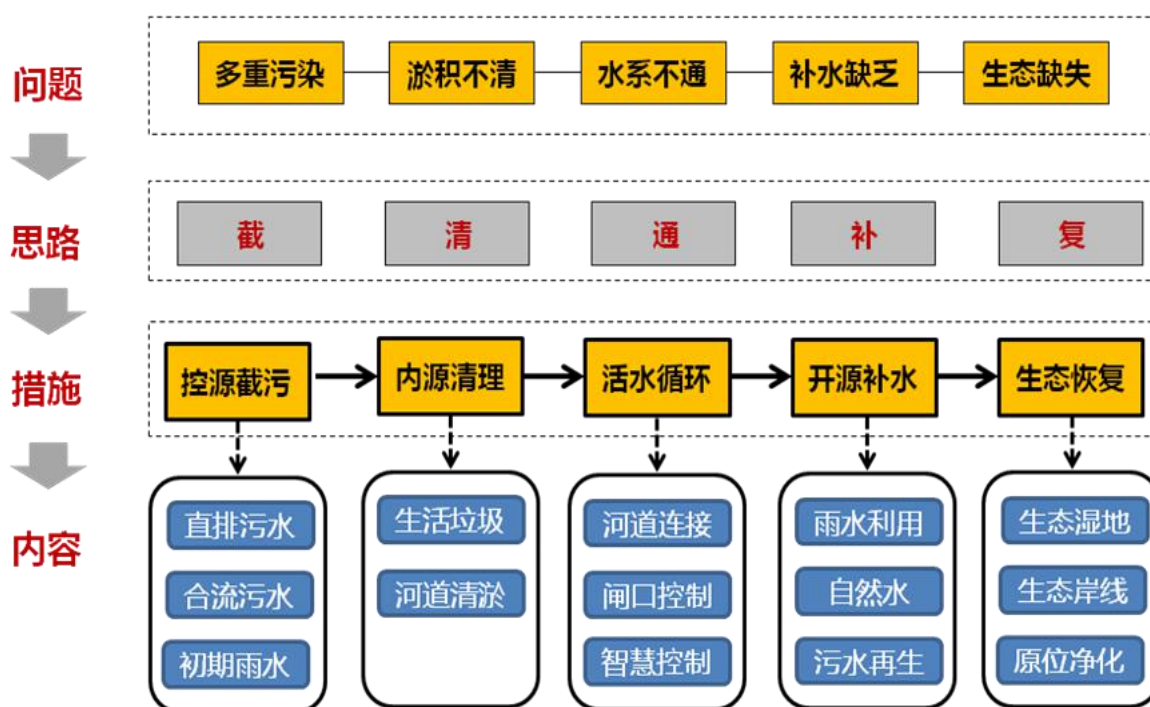 问题
多重污染
淤积不清
水系不通
补水缺乏
生态缺失
思路
截
清
通
补
复
措施
控源截污
内源清理
活水循环
开源补水
生态恢复
内容
直排污水
合流污水
初期雨水
生活垃圾
河道清淤
河道连接
闸口控制
智慧控制
雨水利用
自然水
污水再生
生态湿地
生态岸线
原位净化